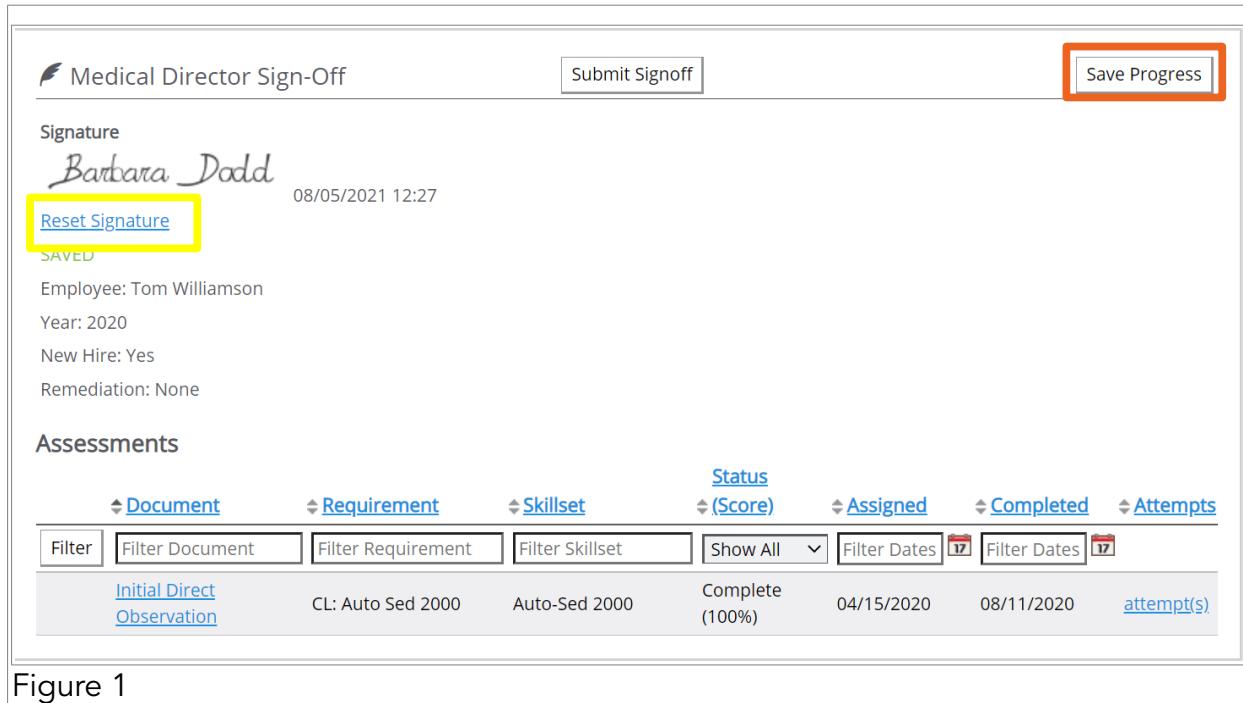 Medical Director Sign-Off Submit Signoff Save Progress
Signature
Barbara Dodd
08/05/2021 12:27
Reset Signature
SAVED
Employee: Tom Williamson
Year: 2020
New Hire: Yes
Remediation: None
Assessments
Document Requirement Skillset Status (Score) Assigned Completed Attempts
Filter Filter Document Filter Requirement Filter Skillset Show All Filter Dates 17 Filter Dates 17
Initial Direct Observation CL: Auto Sed 2000 Auto-Sed 2000 Complete (100%) 04/15/2020 08/11/2020 attempt(s)
Figure 1